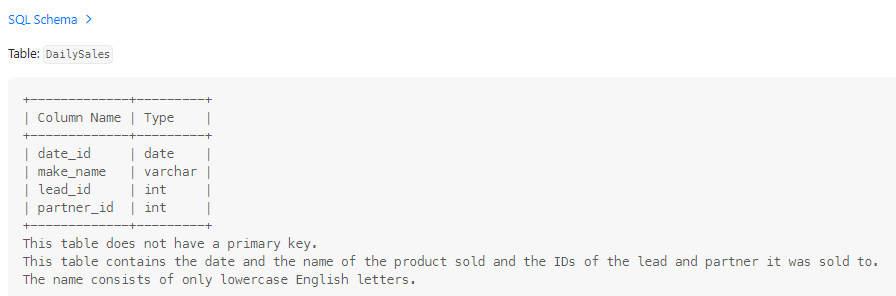 SQL Schema >
Table: DailySales
+-------------+---------+
| Column Name | Type    |
+-------------+---------+
| date_id     | date    |
| make_name   | varchar |
| lead_id     | int     |
| partner_id  | int     |
+-------------+---------+
This table does not have a primary key.
This table contains the date and the name of the product sold and the IDs of the lead and partner it was sold to.
The name consists of only lowercase English letters.